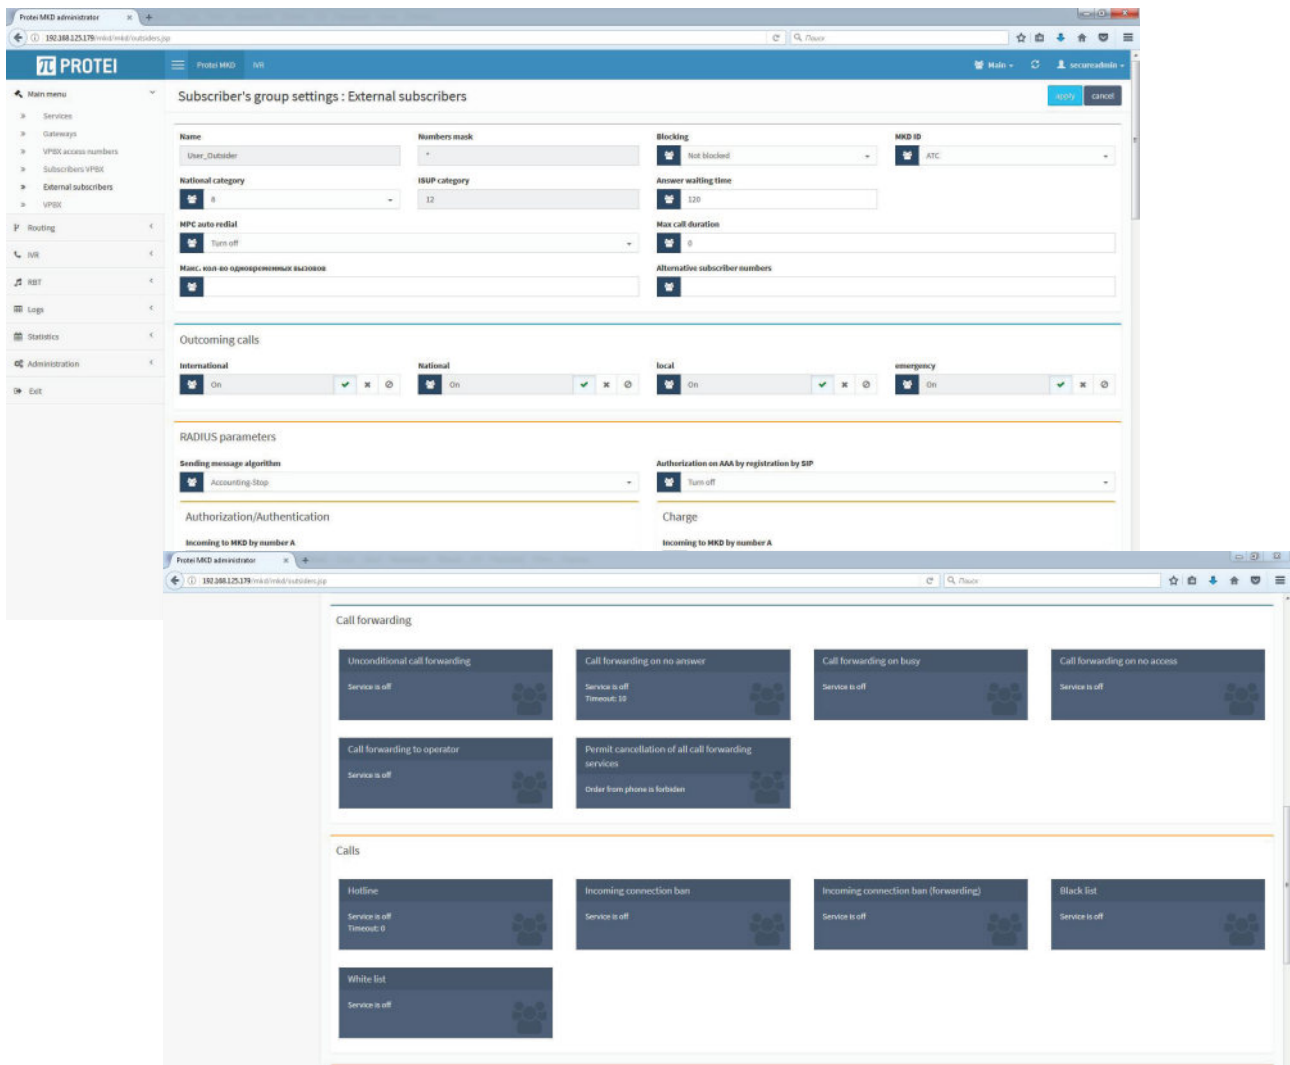 Protei MKD administrator
192.168.125.179/mkd/mkd/outsiders.jsp
Поиск
PROTEI
Protei MKD IVR
Main
secureadmin
Main menu
Services
Gateways
VPBX access numbers
Subscribers VPBX
External subscribers
VPBX
Routing
IVR
RBT
Logs
Statistics
Administration
Exit
Subscriber's group settings : External subscribers
apply cancel
Name Numbers mask Blocking MKD ID
User_Outsider * Not blocked ATC
National category ISUP category Answer waiting time
8 12 120
MPC auto redial Max call duration
Turn off 0
Макс. кол-во одновременных вызовов Alternative subscriber numbers
Outcoming calls
International National local emergency
On On On On
RADIUS parameters
Sending message algorithm Authorization on AAA by registration by SIP
Accounting-Stop Turn off
Authorization/Authentication Charge
Incoming to MKD by number A Incoming to MKD by number A
Protei MKD administrator
192.168.125.179/mkd/mkd/outsiders.jsp
Поиск
Call forwarding
Unconditional call forwarding Call forwarding on no answer Call forwarding on busy Call forwarding on no access
Service is off Service is off Service is off Service is off
Timeout: 10
Call forwarding to operator Permit cancellation of all call forwarding
services
Service is off
Order from phone is forbiden
Calls
Hotline Incoming connection ban Incoming connection ban (forwarding) Black list
Service is off Service is off Service is off Service is off
Timeout: 0
White list
Service is off